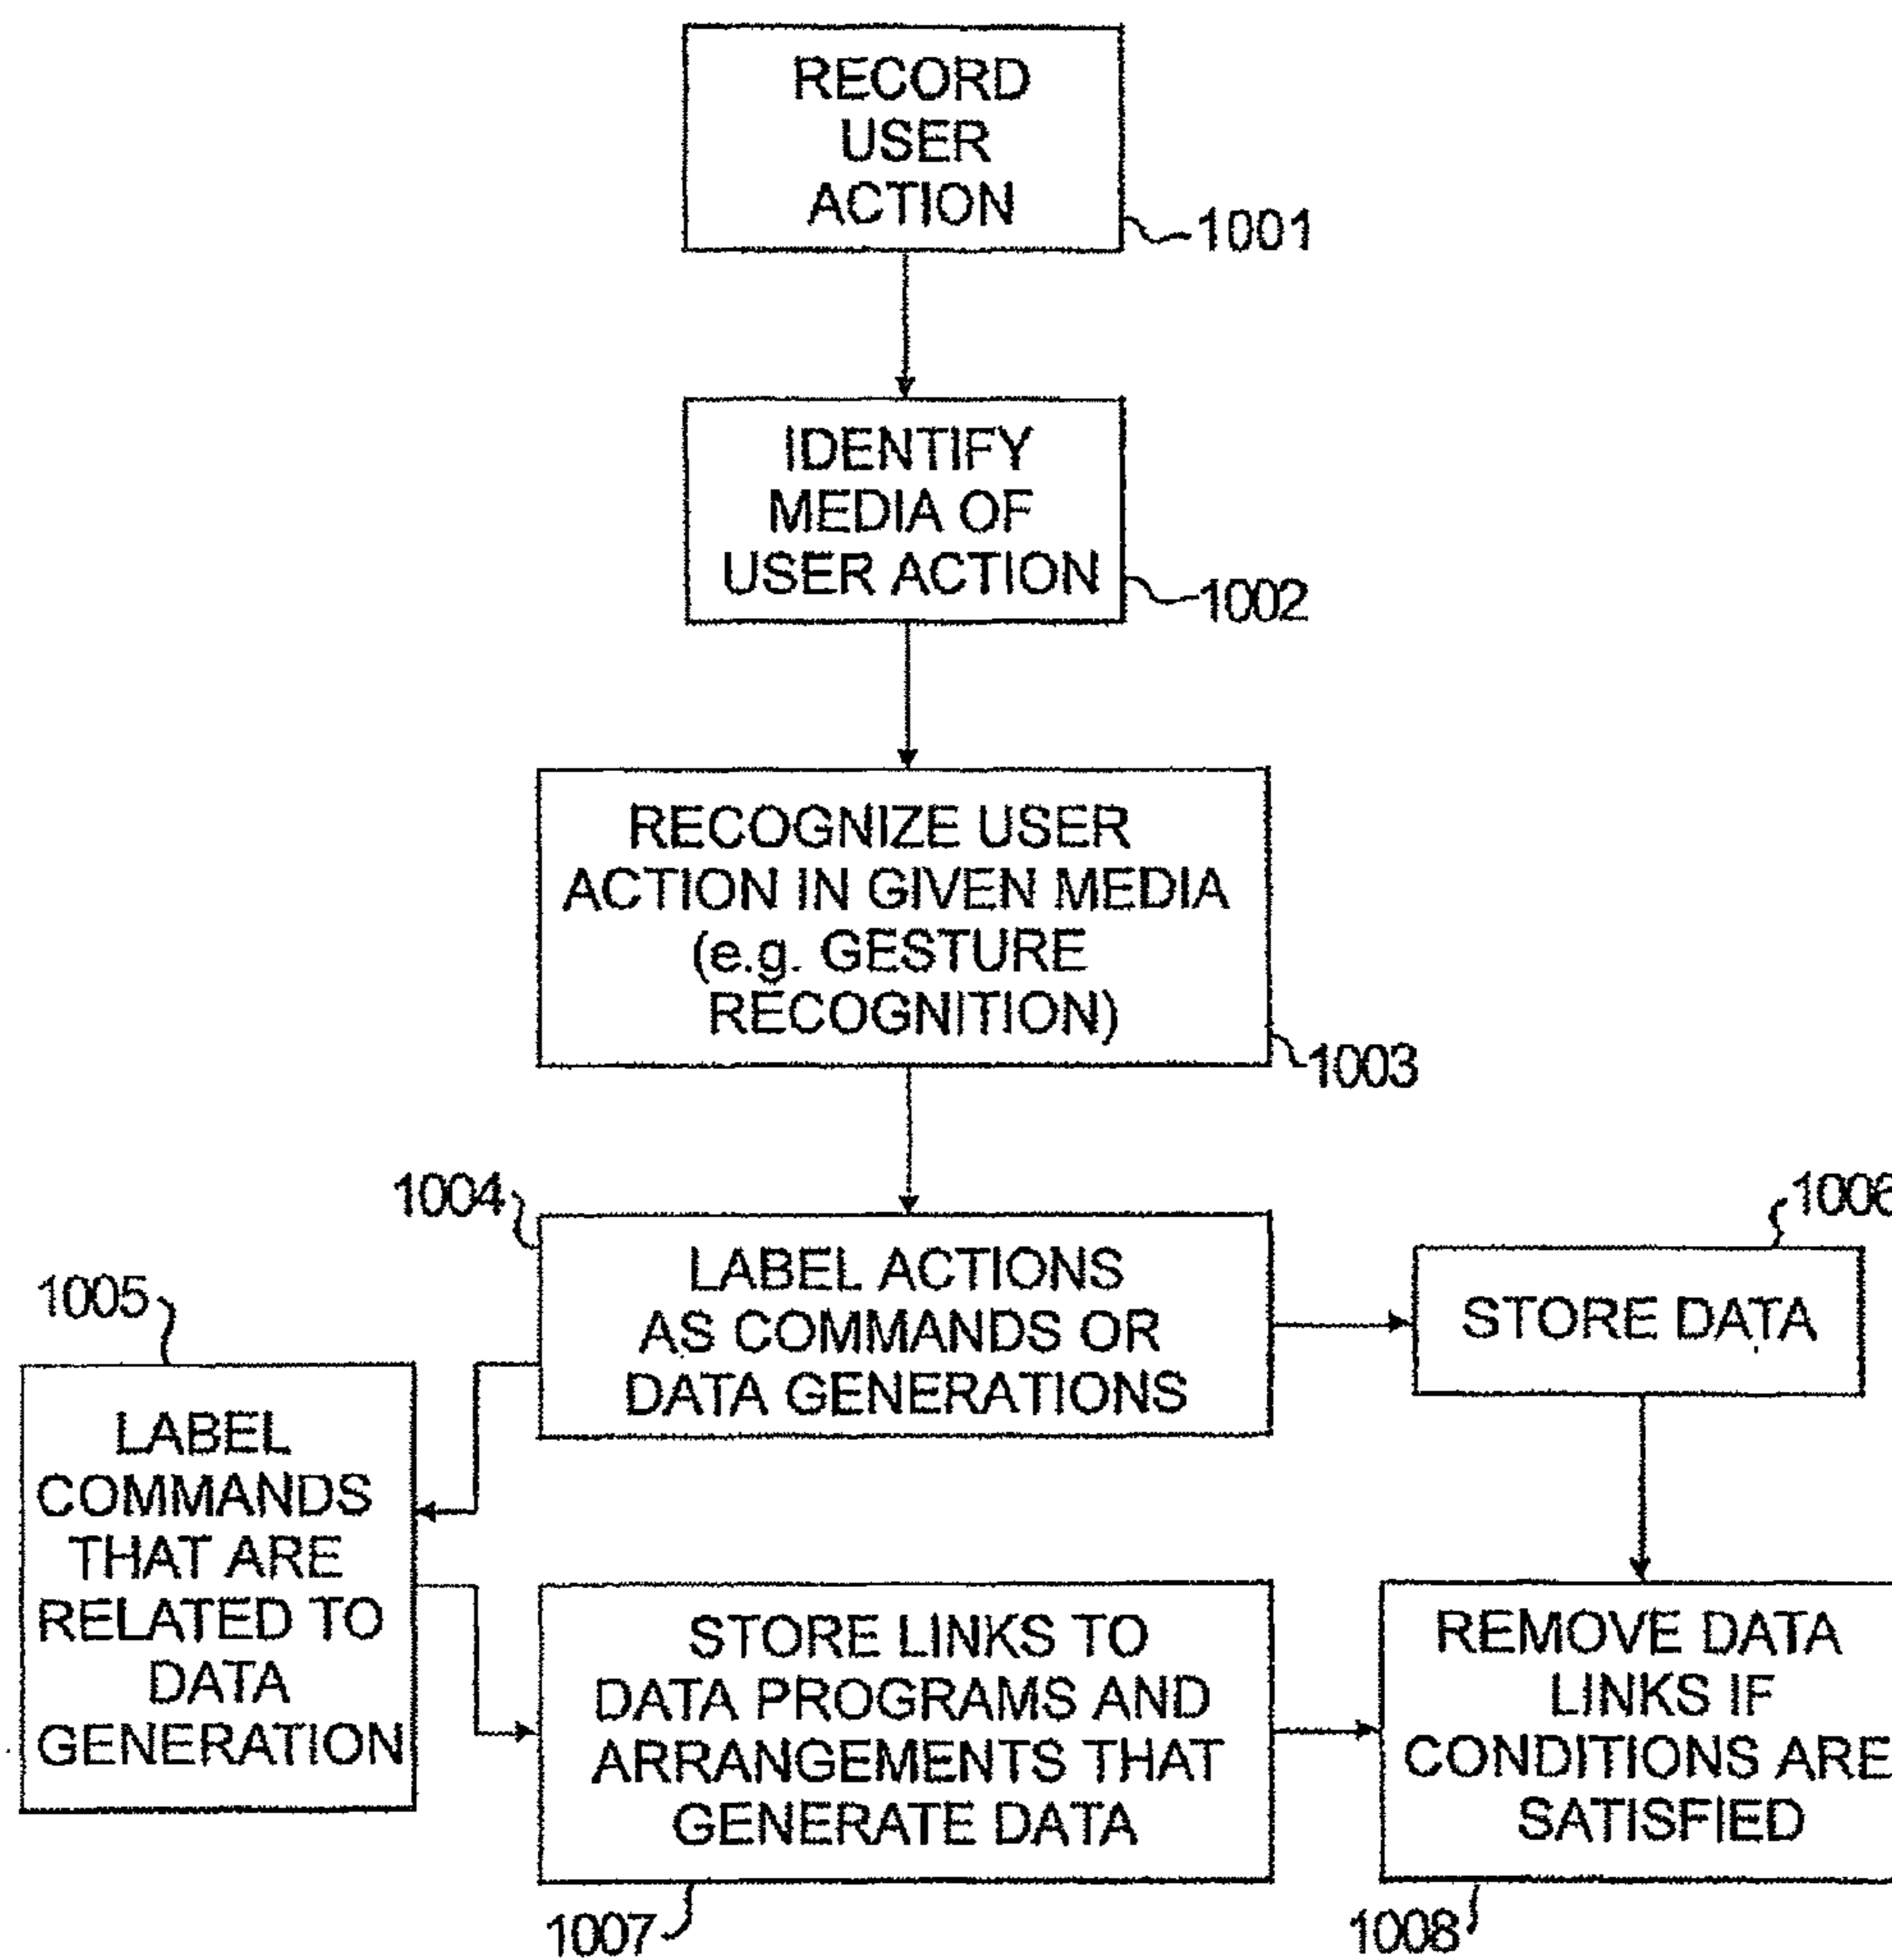 RECORD
USER
ACTION
1001
IDENTIFY
MEDIA OF
USER ACTION
1002
RECOGNIZE USER
ACTION IN GIVEN MEDIA
(e.g. GESTURE
RECOGNITION)
1003
1004
LABEL ACTIONS
AS COMMANDS OR
DATA GENERATIONS
1006
STORE DATA
1005
LABEL
COMMANDS
THAT ARE
RELATED TO
DATA
GENERATION
STORE LINKS TO
DATA PROGRAMS AND
ARRANGEMENTS THAT
GENERATE DATA
1007
REMOVE DATA
LINKS IF
CONDITIONS ARE
SATISFIED
1008